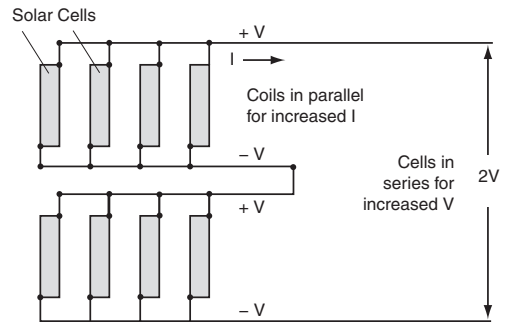 Solar Cells
+ V
I
Coils in parallel
for increased I
– V
Cells in
series for
increased V
2V
+ V
– V